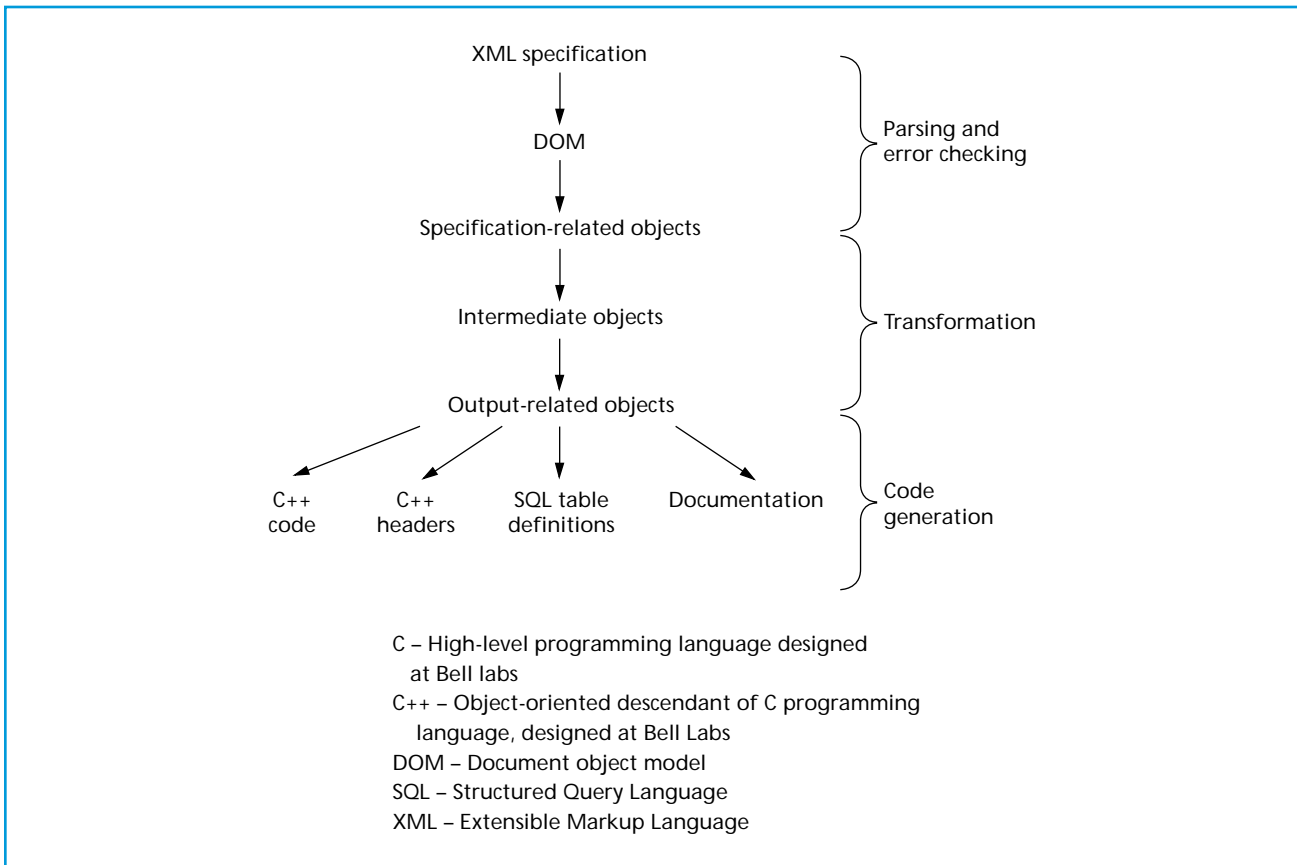 XML specification
DOM
Parsing and
error checking
Specification-related objects
Intermediate objects
Transformation
Output-related objects
C++
code
C++
headers
SQL table
definitions
Documentation
Code
generation
C – High-level programming language designed
at Bell labs
C++ – Object-oriented descendant of C programming
language, designed at Bell Labs
DOM – Document object model
SQL – Structured Query Language
XML – Extensible Markup Language